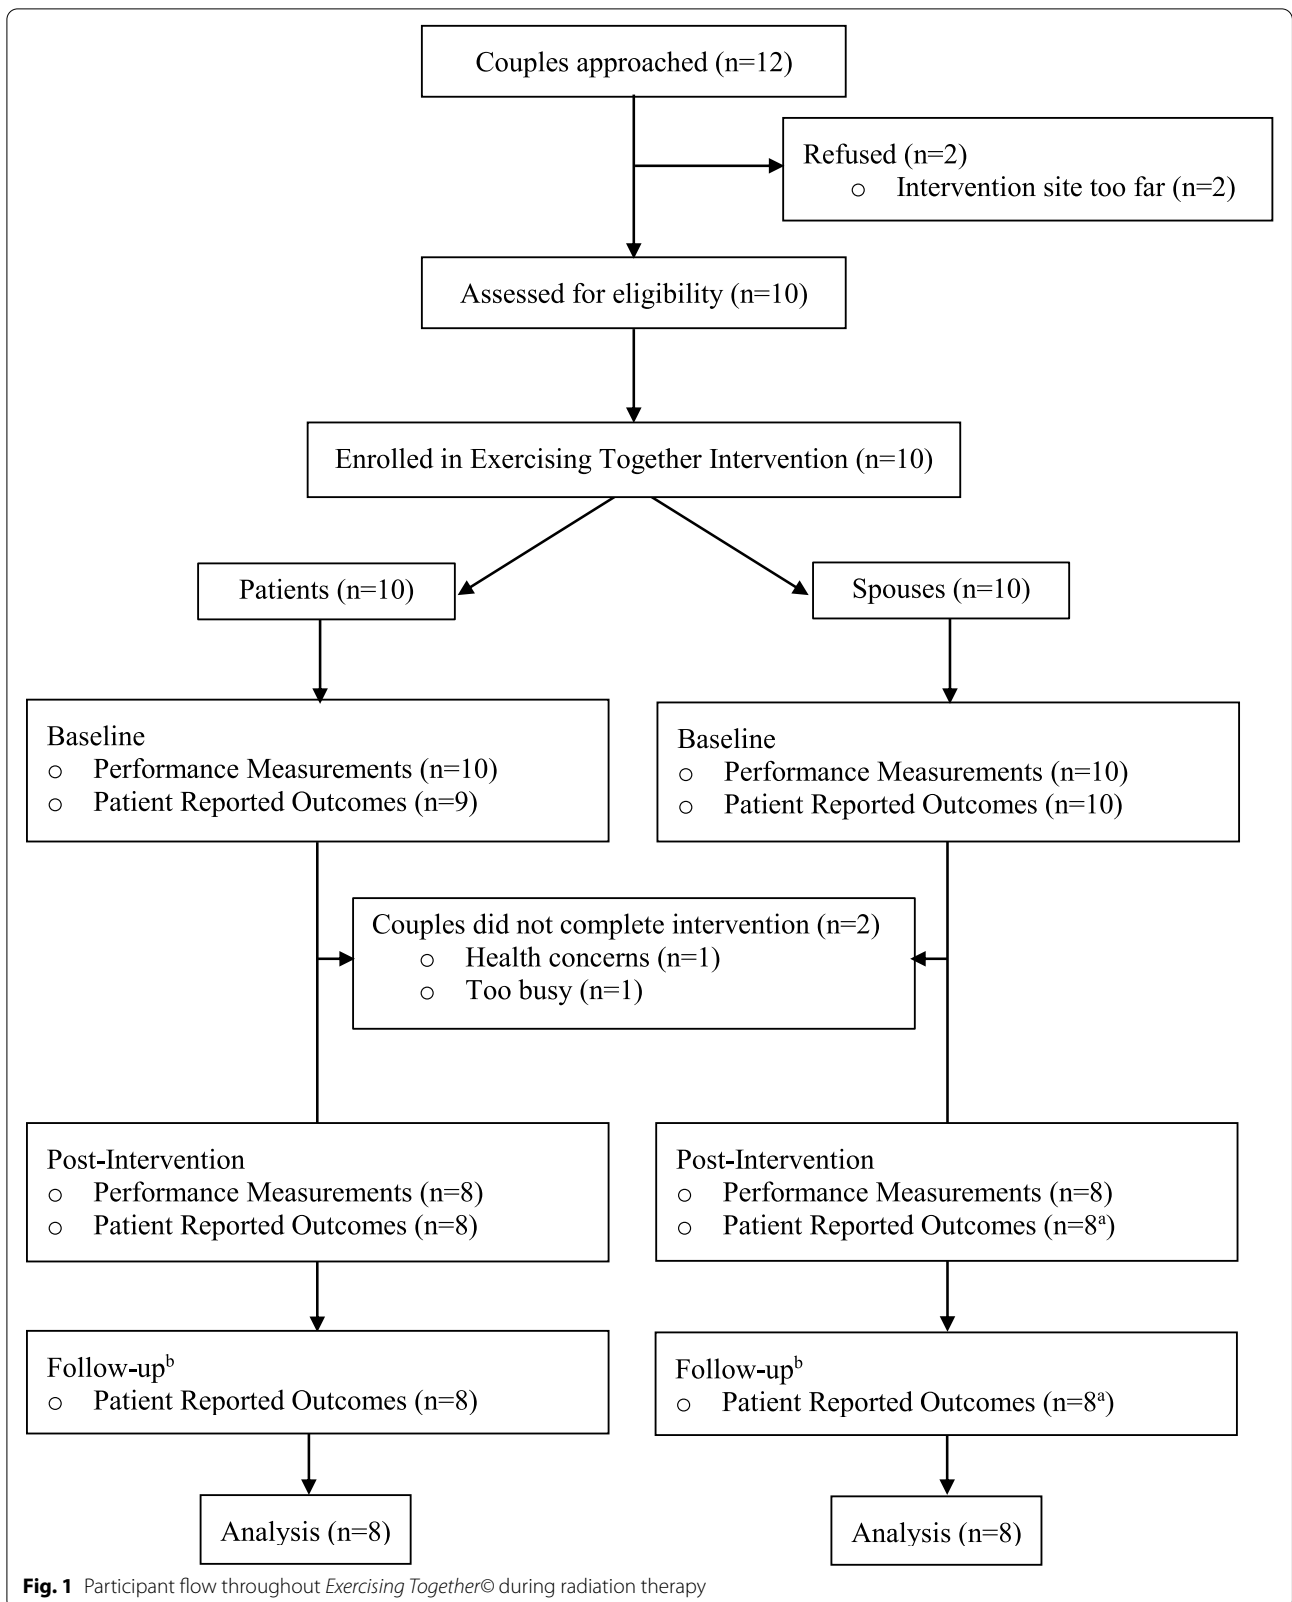 Couples approached (n=12)
Refused (n=2)
o Intervention site too far (n=2)
Assessed for eligibility (n=10)
Enrolled in Exercising Together Intervention (n=10)
Patients (n=10)
Spouses (n=10)
Baseline
o Performance Measurements (n=10)
o Patient Reported Outcomes (n=9)
Baseline
o Performance Measurements (n=10)
o Patient Reported Outcomes (n=10)
Couples did not complete intervention (n=2)
o Health concerns (n=1)
o Too busy (n=1)
Post-Intervention
o Performance Measurements (n=8)
o Patient Reported Outcomes (n=8)
Post-Intervention
o Performance Measurements (n=8)
o Patient Reported Outcomes (n=8ᵃ)
Follow-upᵇ
o Patient Reported Outcomes (n=8)
Follow-upᵇ
o Patient Reported Outcomes (n=8ᵃ)
Analysis (n=8)
Analysis (n=8)
Fig. 1 Participant flow throughout Exercising Together© during radiation therapy